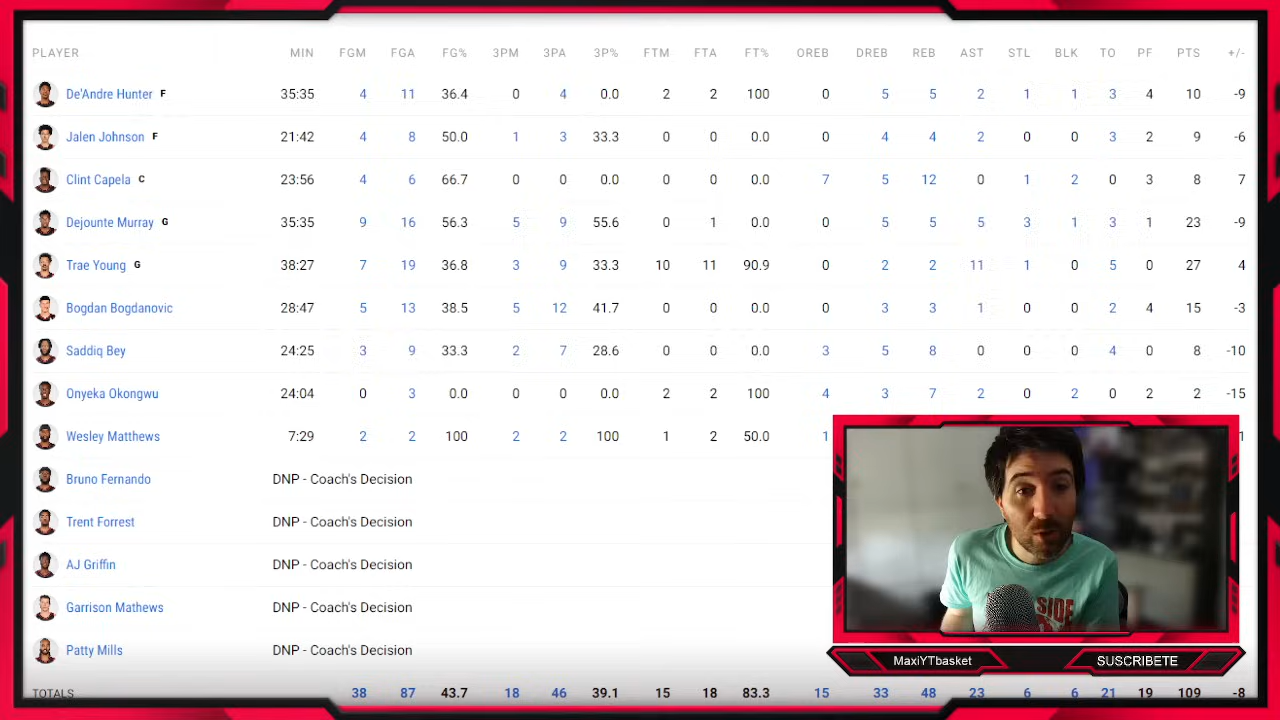 PLAYER MIN FGM FGA FG% 3PM 3PA 3P% FTM FTA FT% OREB DREB REB AST STL BLK TO PF PTS +/-
De'Andre Hunter F 35:35 4 11 36.4 0 4 0.0 2 2 100 0 5 5 2 1 1 3 4 10 -9
Jalen Johnson F 21:42 4 8 50.0 1 3 33.3 0 0 0.0 0 4 4 2 0 0 3 2 9 -6
Clint Capela C 23:56 4 6 66.7 0 0 0.0 0 0 0.0 7 5 12 0 1 2 0 3 8 7
Dejounte Murray G 35:35 9 16 56.3 5 9 55.6 0 1 0.0 0 5 5 5 3 1 3 1 23 -9
Trae Young G 38:27 7 19 36.8 3 9 33.3 10 11 90.9 0 2 2 11 1 0 5 0 27 4
Bogdan Bogdanovic 28:47 5 13 38.5 5 12 41.7 0 0 0.0 0 3 3 1 0 0 2 4 15 -3
Saddiq Bey 24:25 3 9 33.3 2 7 28.6 0 0 0.0 3 5 8 0 0 0 4 0 8 -10
Onyeka Okongwu 24:04 0 3 0.0 0 0 0.0 2 2 100 4 3 7 2 0 2 0 2 2 -15
Wesley Matthews 7:29 2 2 100 2 2 100 1 2 50.0 1 1
Bruno Fernando DNP - Coach's Decision
Trent Forrest DNP - Coach's Decision
AJ Griffin DNP - Coach's Decision
Garrison Mathews DNP - Coach's Decision
Patty Mills DNP - Coach's Decision
SIDE
MaxiYTbasket SUSCRIBETE
TOTALS 38 87 43.7 18 46 39.1 15 18 83.3 15 33 48 23 6 6 21 19 109 -8